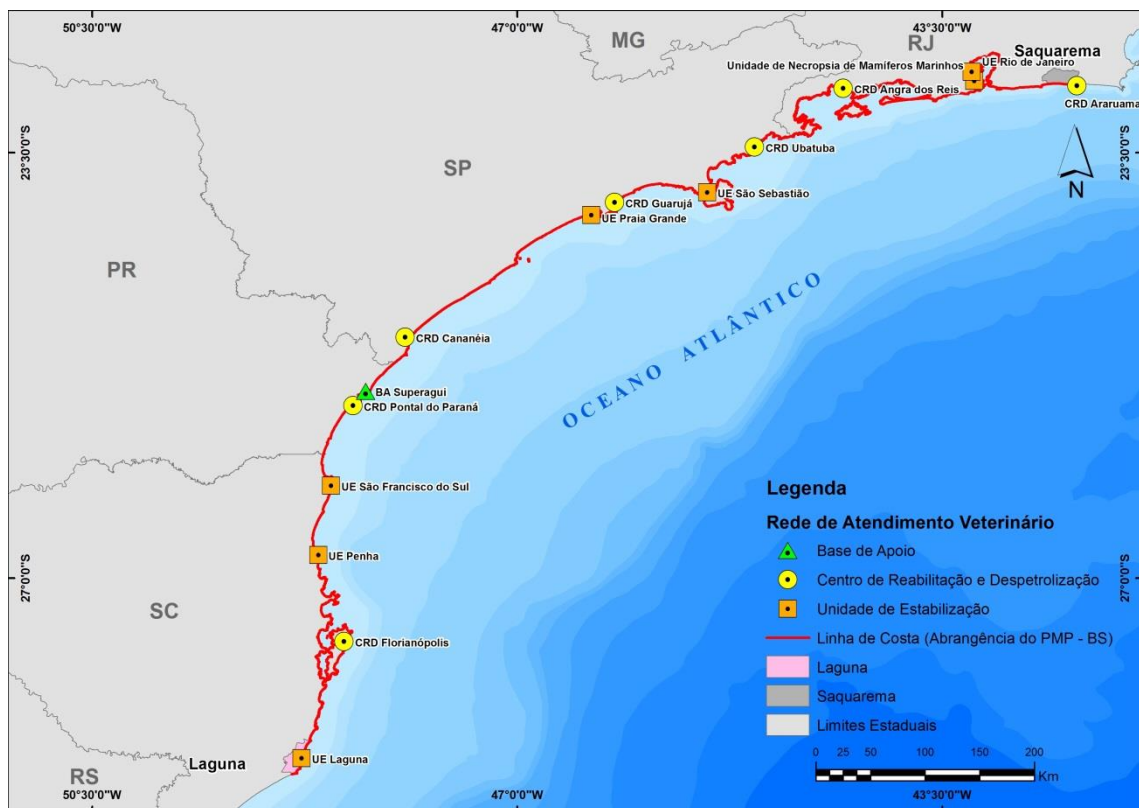 50°30'0"W
47°0'0"W
43°30'0"W
MG
RJ
Saquarema
Unidade de Necropsia de Mamíferos Marinhos
UE Rio de Janeiro
CRD Angra dos Reis
CRD Araruama
23°30'0"S
23°30'0"S
CRD Ubatuba
N
SP
UE São Sebastião
CRD Guarujá
UE Praia Grande
PR
OCEANO ATLÂNTICO
CRD Cananéia
BA Superagui
CRD Pontal do Paraná
UE São Francisco do Sul
Legenda
Rede de Atendimento Veterinário
Base de Apoio
UE Penha
27°0'0"S
27°0'0"S
Centro de Reabilitação e Despetrolização
SC
Unidade de Estabilização
CRD Florianópolis
Linha de Costa (Abrangência do PMP - BS)
Laguna
Saquarema
Limites Estaduais
Laguna
UE Laguna
RS
0 25 50 100 150 200
Km
50°30'0"W
47°0'0"W
43°30'0"W